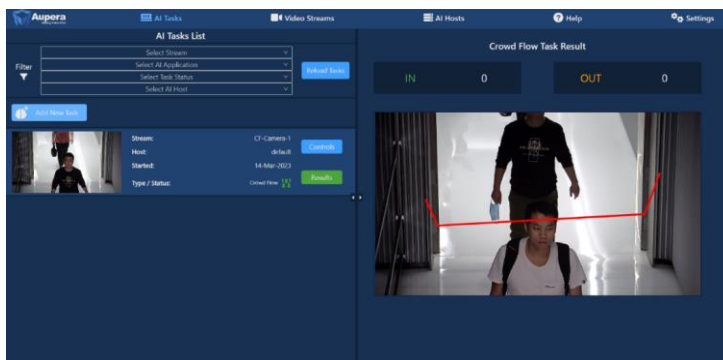 Aupera
AI Tasks
Video Streams
AI Hosts
Help
Settings
AI Tasks List
Filter
Select Stream
Select AI Application
Select Task Status
Select AI Host
Reload Tasks
Add New Task
Stream: CF-Camera-1
Host: default
Started: 14-Mar-2023
Type / Status: Crowd Flow
Controls
Results
Crowd Flow Task Result
IN 0 OUT 0